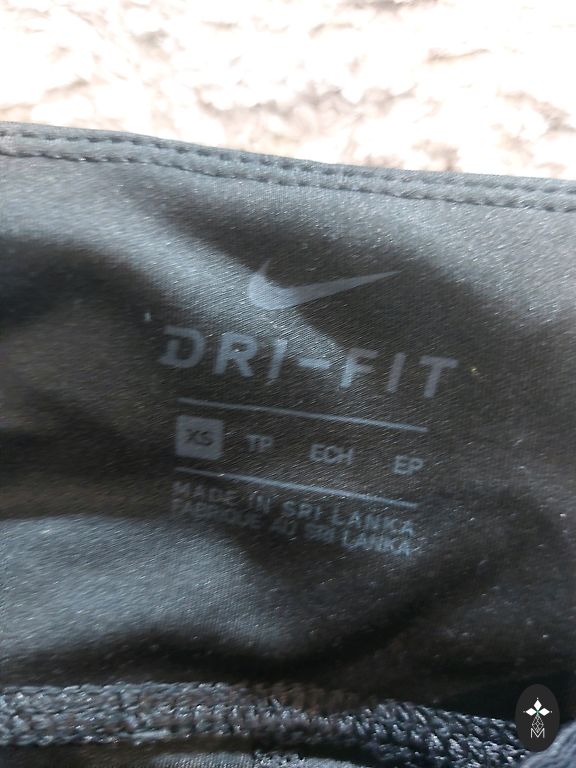 DRI-FIT
XS TP ECH EP
MADE IN SRI LANKA
FABRIQUÉ AU SRI LANKA
M